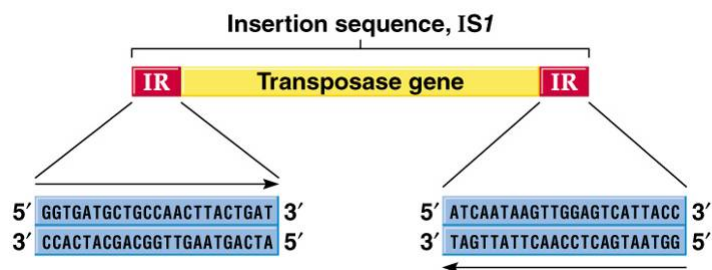 Insertion sequence, IS1
IR Transposase gene IR
5′ GGTGATGCTGCCAACTTACTGAT 3′
3′ CCACTACGACGGTTGAATGACTA 5′
5′ ATCAATAAGTTGGAGTCATTACC 3′
3′ TAGTTATTCAACCTCAGTAATGG 5′